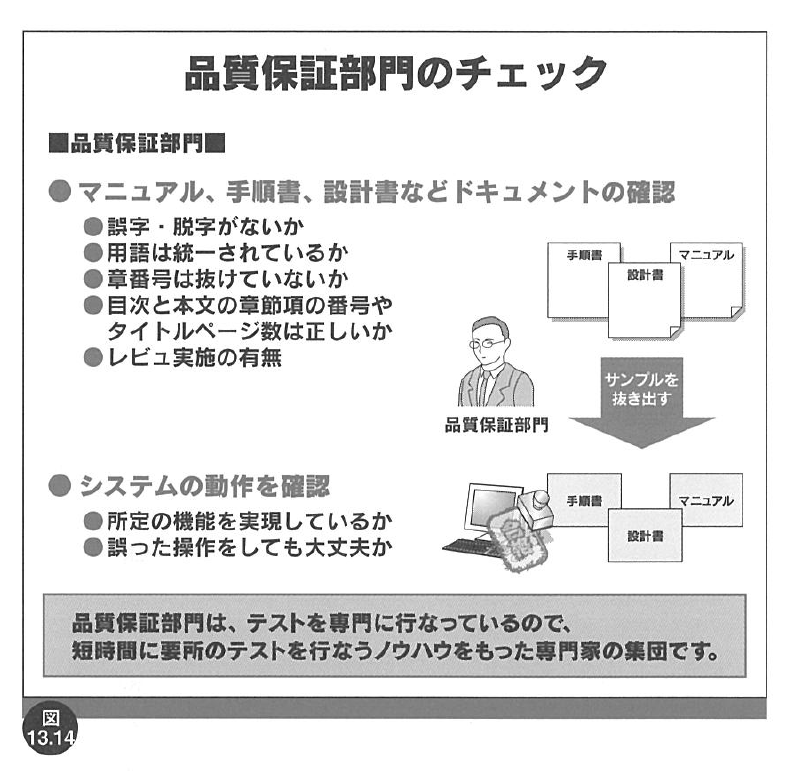 品質保証部門のチェック
■品質保証部門■
●マニュアル、手順書、設計書などドキュメントの確認
●誤字・脱字がないか
●用語は統一されているか
●章番号は抜けていないか
●目次と本文の章節項の番号や
タイトルページ数は正しいか
●レビュ実施の有無
手順書
設計書
マニュアル
品質保証部門
サンプルを
抜き出す
●システムの動作を確認
●所定の機能を実現しているか
●誤った操作をしても大丈夫か
合格
手順書
設計書
マニュアル
品質保証部門は、テストを専門に行なっているので、
短時間に要所のテストを行なうノウハウをもった専門家の集団です。
図
13.14